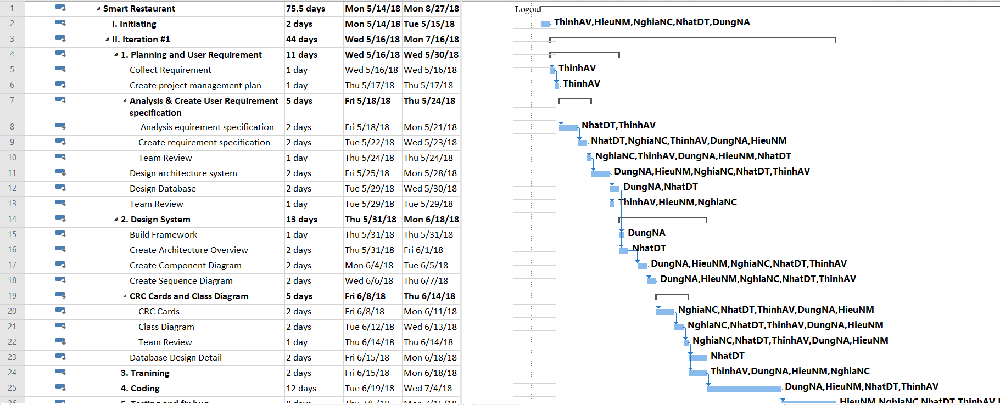 1 Smart Restaurant 75.5 days Mon 5/14/18 Mon 8/27/18 Logout
2 I. Initiating 2 days Mon 5/14/18 Tue 5/15/18 ThinhAV,HieuNM,NghiaNC,NhatDT,DungNA
3 II. Iteration #1 44 days Wed 5/16/18 Mon 7/16/18
4 1. Planning and User Requirement 11 days Wed 5/16/18 Wed 5/30/18
5 Collect Requirement 1 day Wed 5/16/18 Wed 5/16/18 ThinhAV
6 Create project management plan 1 day Thu 5/17/18 Thu 5/17/18 ThinhAV
7 Analysis & Create User Requirement 5 days Fri 5/18/18 Thu 5/24/18
specification
8 Analysis equirement specification 2 days Fri 5/18/18 Mon 5/21/18 NhatDT,ThinhAV
9 Create requirement specification 2 days Tue 5/22/18 Wed 5/23/18 NhatDT,NghiaNC,ThinhAV,DungNA,HieuNM
10 Team Review 1 day Thu 5/24/18 Thu 5/24/18 NghiaNC,ThinhAV,DungNA,HieuNM,NhatDT
11 Design architecture system 2 days Fri 5/25/18 Mon 5/28/18 DungNA,HieuNM,NghiaNC,NhatDT,ThinhAV
12 Design Database 2 days Tue 5/29/18 Wed 5/30/18 DungNA,NhatDT
13 Team Review 1 day Tue 5/29/18 Tue 5/29/18 ThinhAV,HieuNM,NghiaNC
14 2. Design System 13 days Thu 5/31/18 Mon 6/18/18
15 Build Framework 1 day Thu 5/31/18 Thu 5/31/18 DungNA
16 Create Architecture Overview 2 days Thu 5/31/18 Fri 6/1/18 NhatDT
17 Create Component Diagram 2 days Mon 6/4/18 Tue 6/5/18 DungNA,HieuNM,NghiaNC,NhatDT,ThinhAV
18 Create Sequence Diagram 2 days Wed 6/6/18 Thu 6/7/18 DungNA,HieuNM,NghiaNC,NhatDT,ThinhAV
19 CRC Cards and Class Diagram 5 days Fri 6/8/18 Thu 6/14/18
20 CRC Cards 2 days Fri 6/8/18 Mon 6/11/18 NghiaNC,NhatDT,ThinhAV,DungNA,HieuNM
21 Class Diagram 2 days Tue 6/12/18 Wed 6/13/18 NghiaNC,NhatDT,ThinhAV,DungNA,HieuNM
22 Team Review 1 day Thu 6/14/18 Thu 6/14/18 NghiaNC,NhatDT,ThinhAV,DungNA,HieuNM
23 Database Design Detail 2 days Fri 6/15/18 Mon 6/18/18 NhatDT
24 3. Tranining 2 days Fri 6/15/18 Mon 6/18/18 ThinhAV,DungNA,HieuNM,NghiaNC
25 4. Coding 12 days Tue 6/19/18 Wed 7/4/18 DungNA,HieuNM,NhatDT,ThinhAV
26 5. Testing and fix bug 8 days Thu 7/5/18 Mon 7/16/18 HieuNM,NghiaNC,NhatDT,ThinhAV